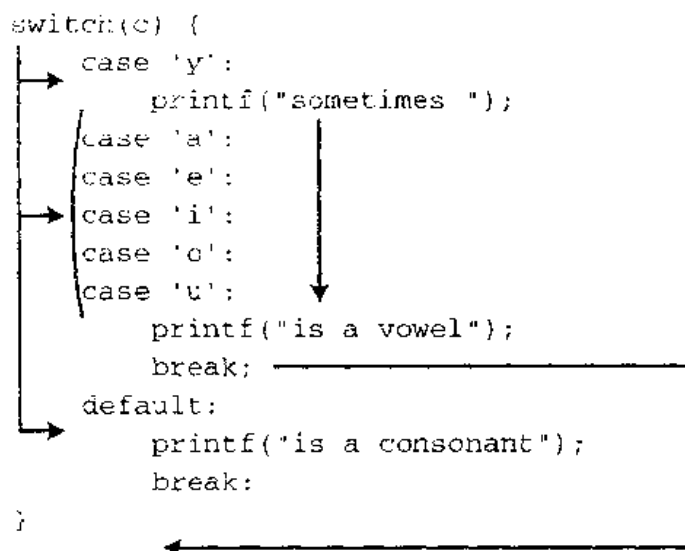 switch(c) {
case 'y':
printf("sometimes ");
case 'a':
case 'e':
case 'i':
case 'o':
case 'u':
printf("is a vowel");
break;
default:
printf("is a consonant");
break:
}